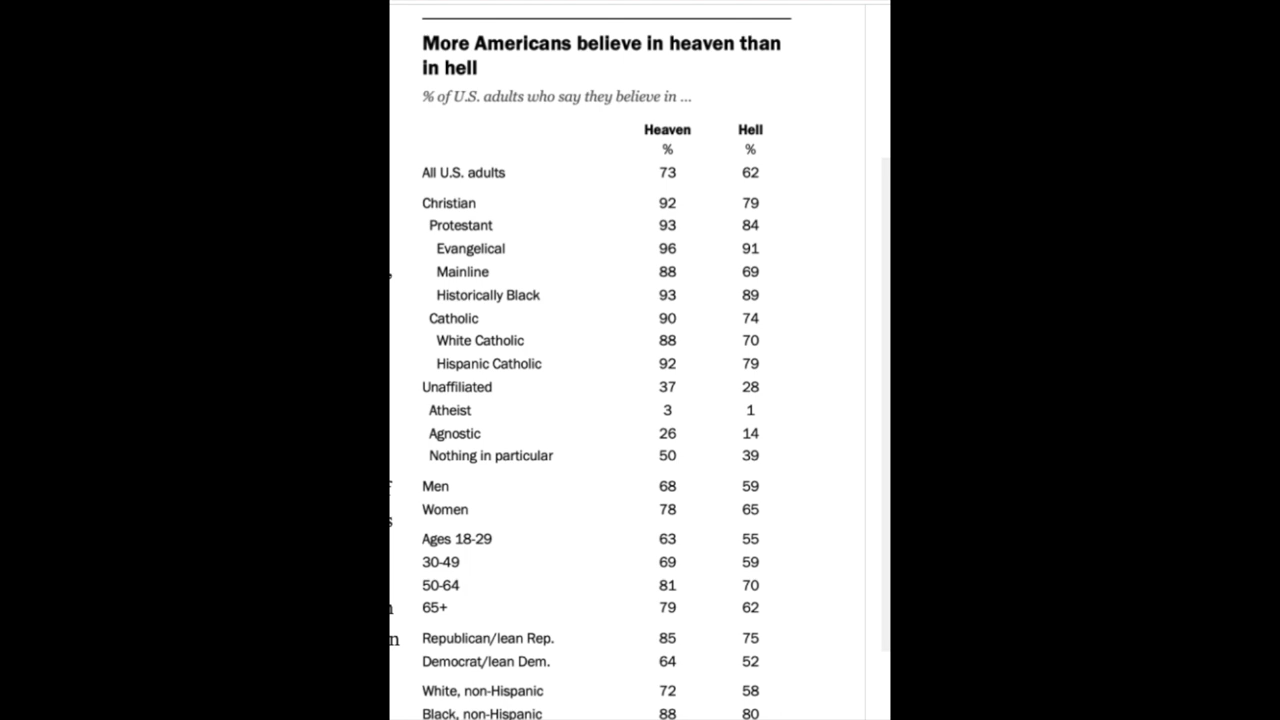 More Americans believe in heaven than
in hell
% of U.S. adults who say they believe in ...
Heaven Hell
% %
All U.S. adults 73 62
Christian 92 79
Protestant 93 84
Evangelical 96 91
Mainline 88 69
Historically Black 93 89
Catholic 90 74
White Catholic 88 70
Hispanic Catholic 92 79
Unaffiliated 37 28
Atheist 3 1
Agnostic 26 14
Nothing in particular 50 39
Men 68 59
Women 78 65
Ages 18-29 63 55
30-49 69 59
50-64 81 70
65+ 79 62
Republican/lean Rep. 85 75
Democrat/lean Dem. 64 52
White, non-Hispanic 72 58
Black, non-Hispanic 88 80